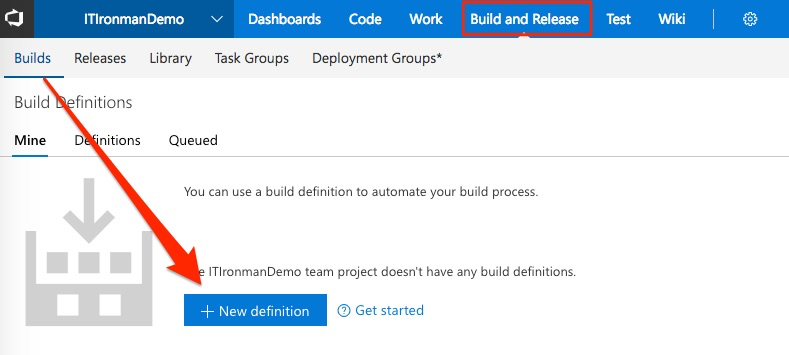 ITIronmanDemo Dashboards Code Work Build and Release Test Wiki
Builds Releases Library Task Groups Deployment Groups*
Build Definitions
Mine Definitions Queued
You can use a build definition to automate your build process.
ITIronmanDemo team project doesn't have any build definitions.
+ New definition ? Get started